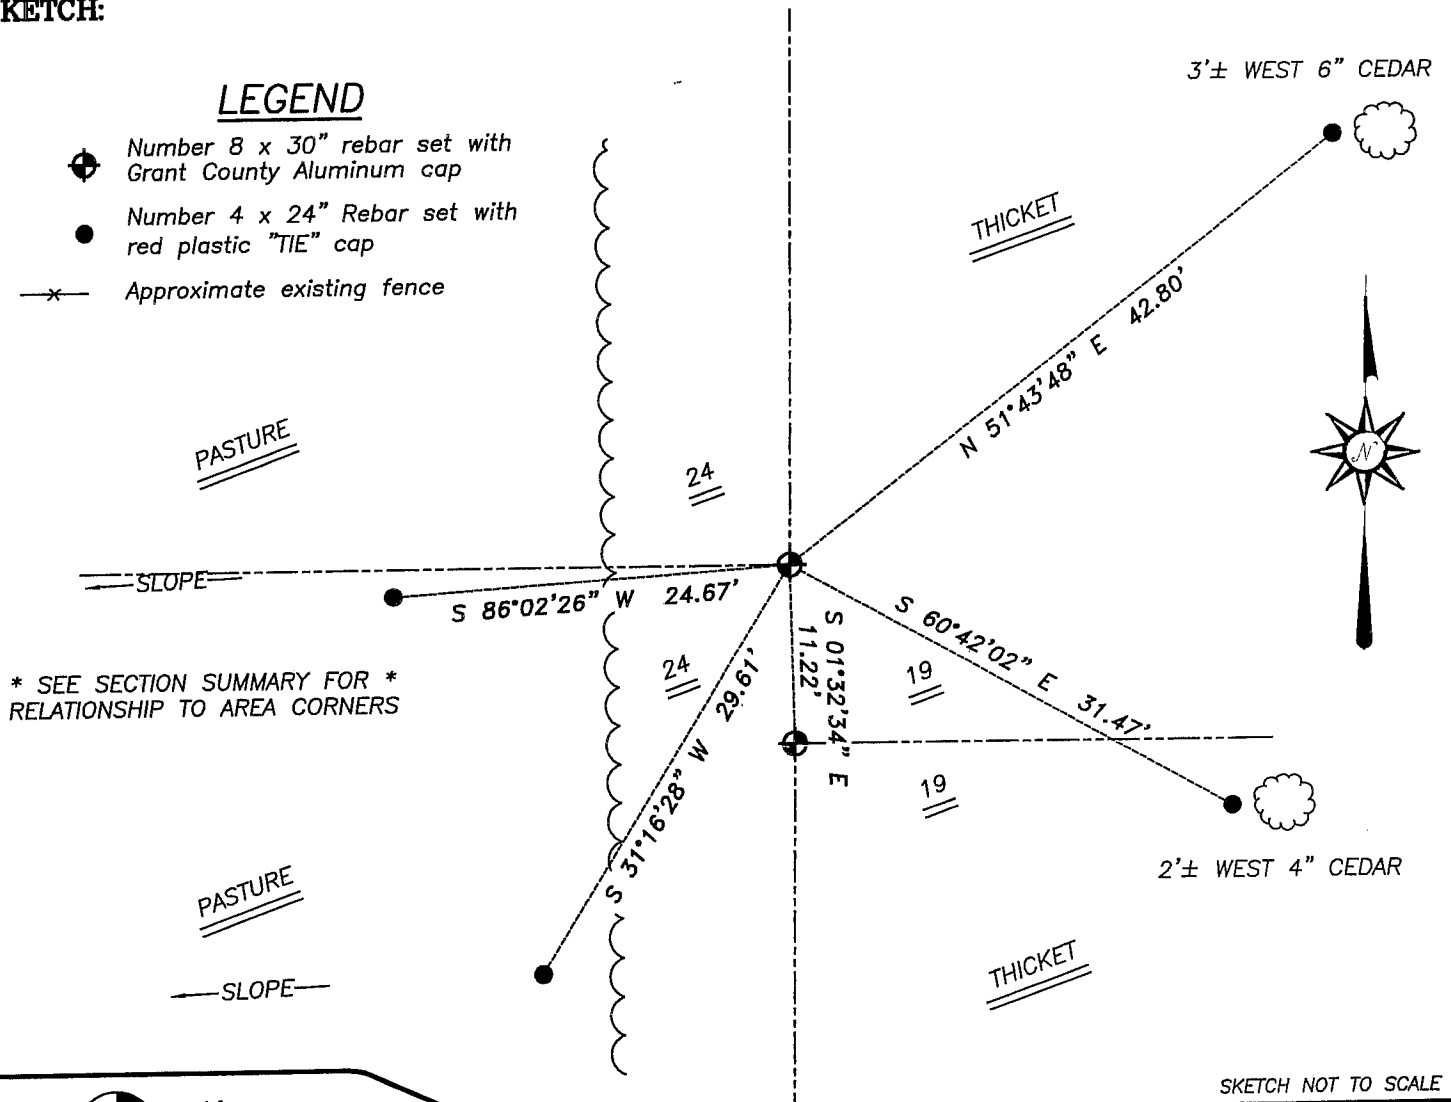 KETCH:
LEGEND
Number 8 x 30" rebar set with
Grant County Aluminum cap
Number 4 x 24" Rebar set with
red plastic "TIE" cap
Approximate existing fence
3'± WEST 6" CEDAR
THICKET
N 51°43'48" E 42.80'
PASTURE
24
N
SLOPE
S 86°02'26" W 24.67'
S 60°42'02" E 31.47'
S 01°32'34" E
11.22'
* SEE SECTION SUMMARY FOR *
RELATIONSHIP TO AREA CORNERS
24
19
S 31°16'28" W 29.61'
19
2'± WEST 4" CEDAR
PASTURE
THICKET
SLOPE
SKETCH NOT TO SCALE